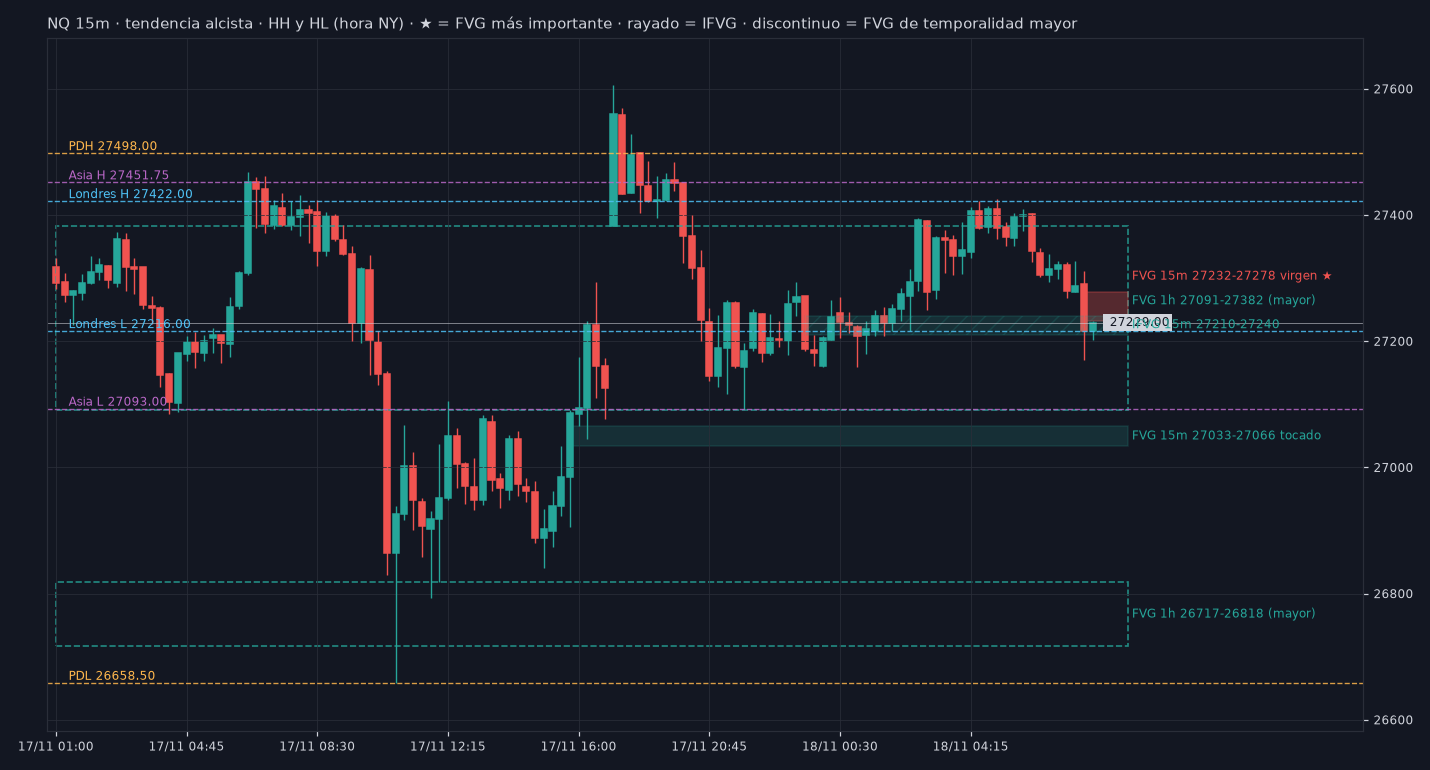 NQ 15m · tendencia alcista · HH y HL (hora NY) · ★ = FVG más importante · rayado = IFVG · discontinuo = FVG de temporalidad mayor
27600
PDH 27498.00
Asia H 27451.75
Londres H 27422.00
27400
FVG 15m 27232-27278 virgen ★
FVG 1h 27091-27382 (mayor)
Londres L 27216.00
27229.00
15m 27210-27240
27200
Asia L 27093.00
FVG 15m 27033-27066 tocado
27000
26800
FVG 1h 26717-26818 (mayor)
PDL 26658.50
26600
17/11 01:00
17/11 04:45
17/11 08:30
17/11 12:15
17/11 16:00
17/11 20:45
18/11 00:30
18/11 04:15